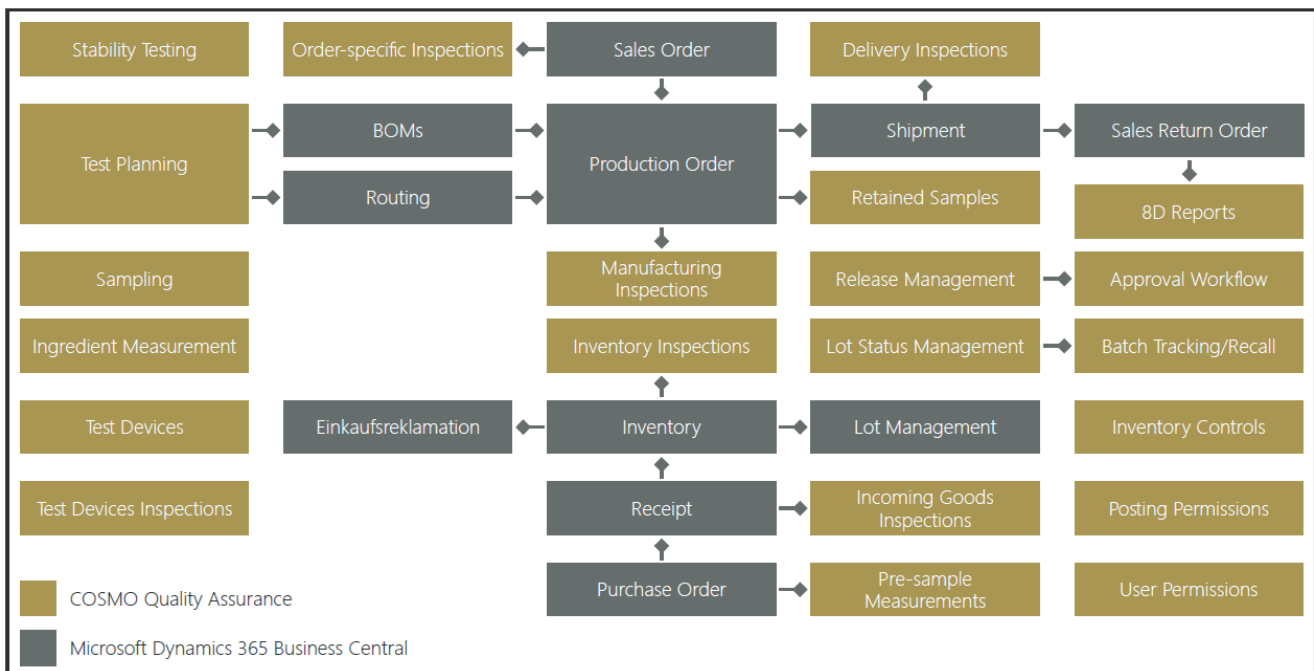 Stability Testing
Order-specific Inspections
Sales Order
Delivery Inspections
Test Planning
BOMs
Production Order
Shipment
Sales Return Order
Routing
Retained Samples
8D Reports
Sampling
Manufacturing
Inspections
Release Management
Approval Workflow
Ingredient Measurement
Inventory Inspections
Lot Status Management
Batch Tracking/Recall
Test Devices
Einkaufsreklamation
Inventory
Lot Management
Inventory Controls
Test Devices Inspections
Receipt
Incoming Goods
Inspections
Posting Permissions
Purchase Order
Pre-sample
Measurements
User Permissions
COSMO Quality Assurance
Microsoft Dynamics 365 Business Central